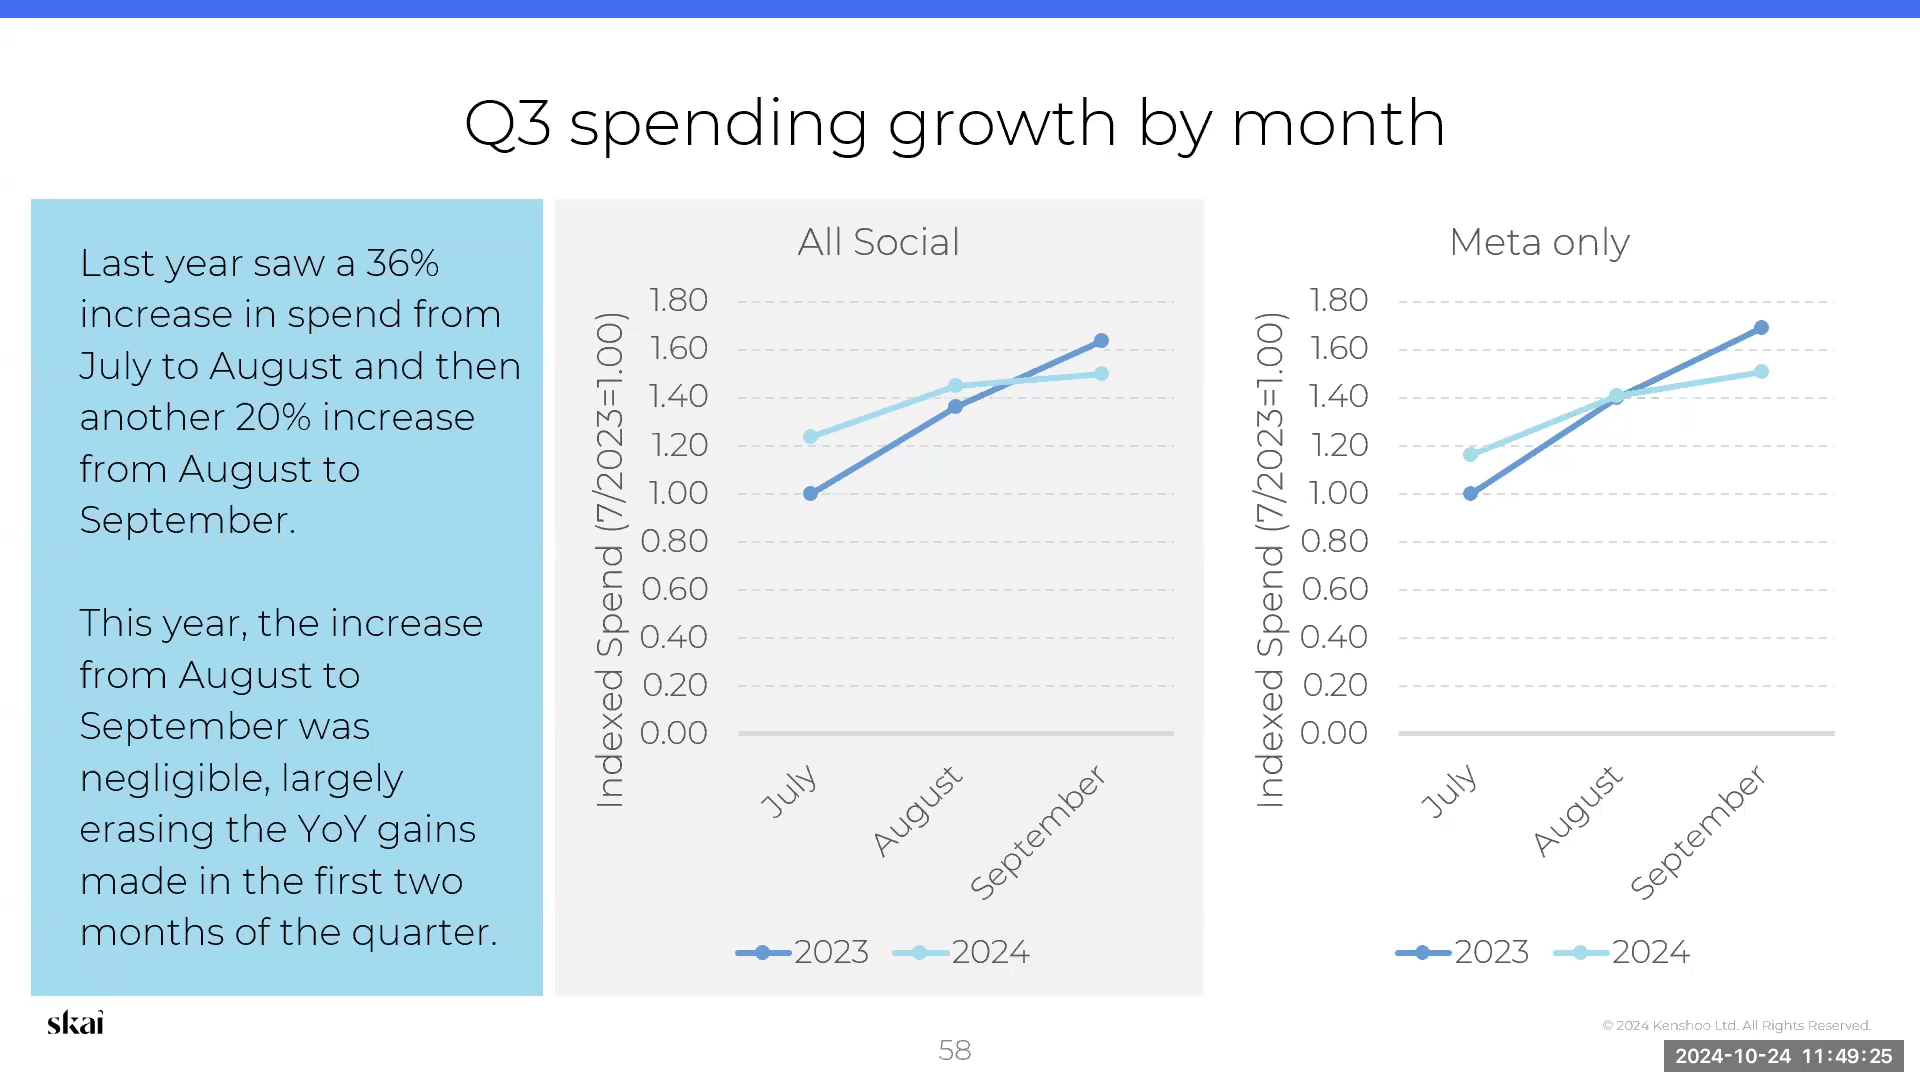 Q3 spending growth by month
Last year saw a 36%
increase in spend from
July to August and then
another 20% increase
from August to
September.
This year, the increase
from August to
September was
negligible, largely
erasing the YoY gains
made in the first two
months of the quarter.
All Social
Indexed Spend (7/2023=1.00)
1.80
1.60
1.40
1.20
1.00
0.80
0.60
0.40
0.20
0.00
July
August
September
2023
2024
Meta only
Indexed Spend (7/2023=1.00)
1.80
1.60
1.40
1.20
1.00
0.80
0.60
0.40
0.20
0.00
July
August
September
2023
2024
skai
58
© 2024 Kenshoo Ltd. All Rights Reserved.
2024-10-24 11:49:25